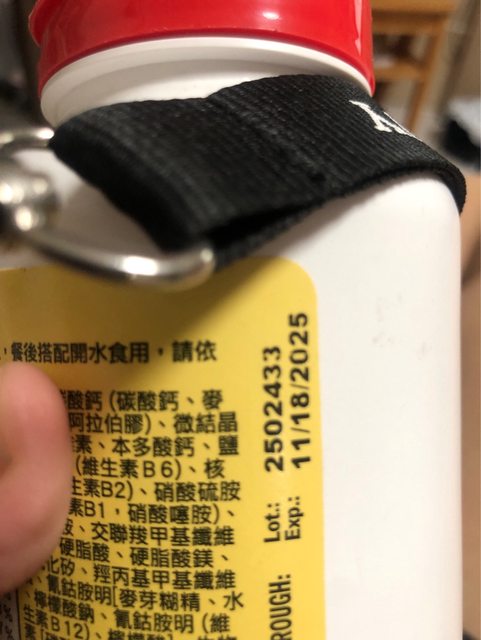 ，餐後搭配開水食用，請依
酸鈣（碳酸鈣、麥
阿拉伯膠）、微結晶
素、本多酸鈣、鹽
（維生素B6）、核
生素B2）、硝酸硫胺
素B1，硝酸噻胺）、
、交聯羧甲基纖維
硬脂酸、硬脂酸鎂、
化矽、羥丙基甲基纖維
氰鈷胺明[麥芽糊精、水
檸檬酸鈉、氰鈷胺明（維
素B12）、檸檬酸]
Lot.: 2502433
Exp.: 11/18/2025
ROUGH: